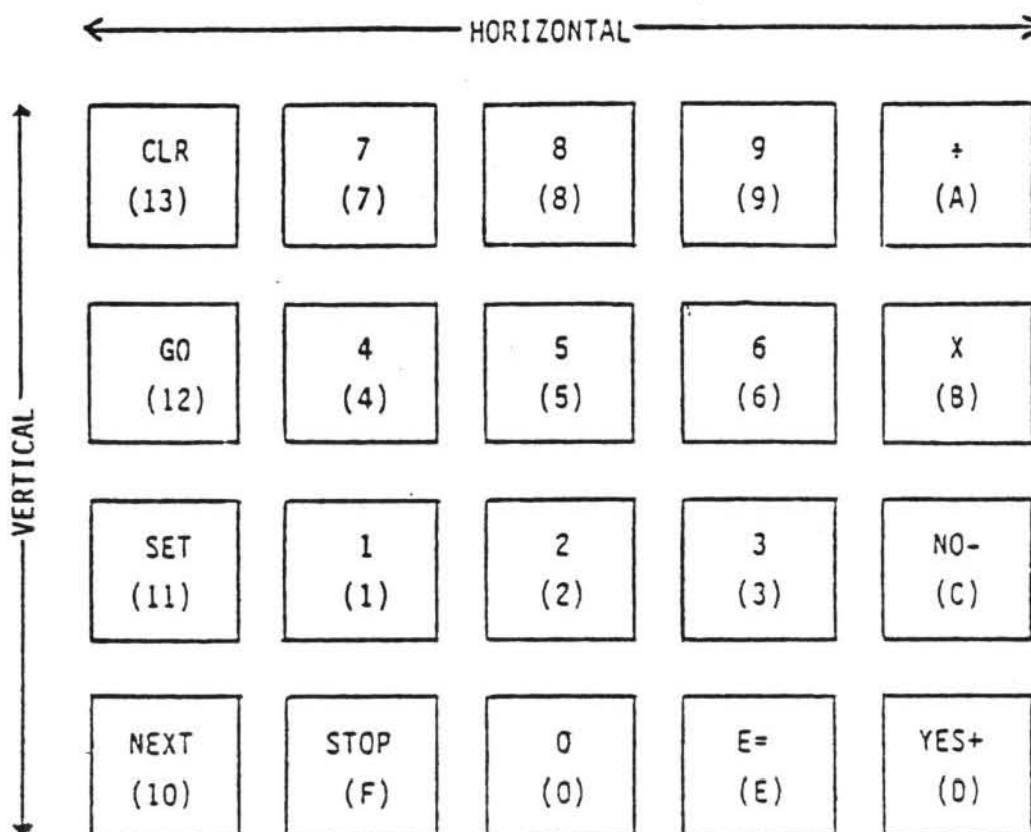 HORIZONTAL
VERTICAL
CLR 7 8 9 ÷
(13) (7) (8) (9) (A)
GO 4 5 6 X
(12) (4) (5) (6) (B)
SET 1 2 3 NO-
(11) (1) (2) (3) (C)
NEXT STOP 0 E= YES+
(10) (F) (0) (E) (D)